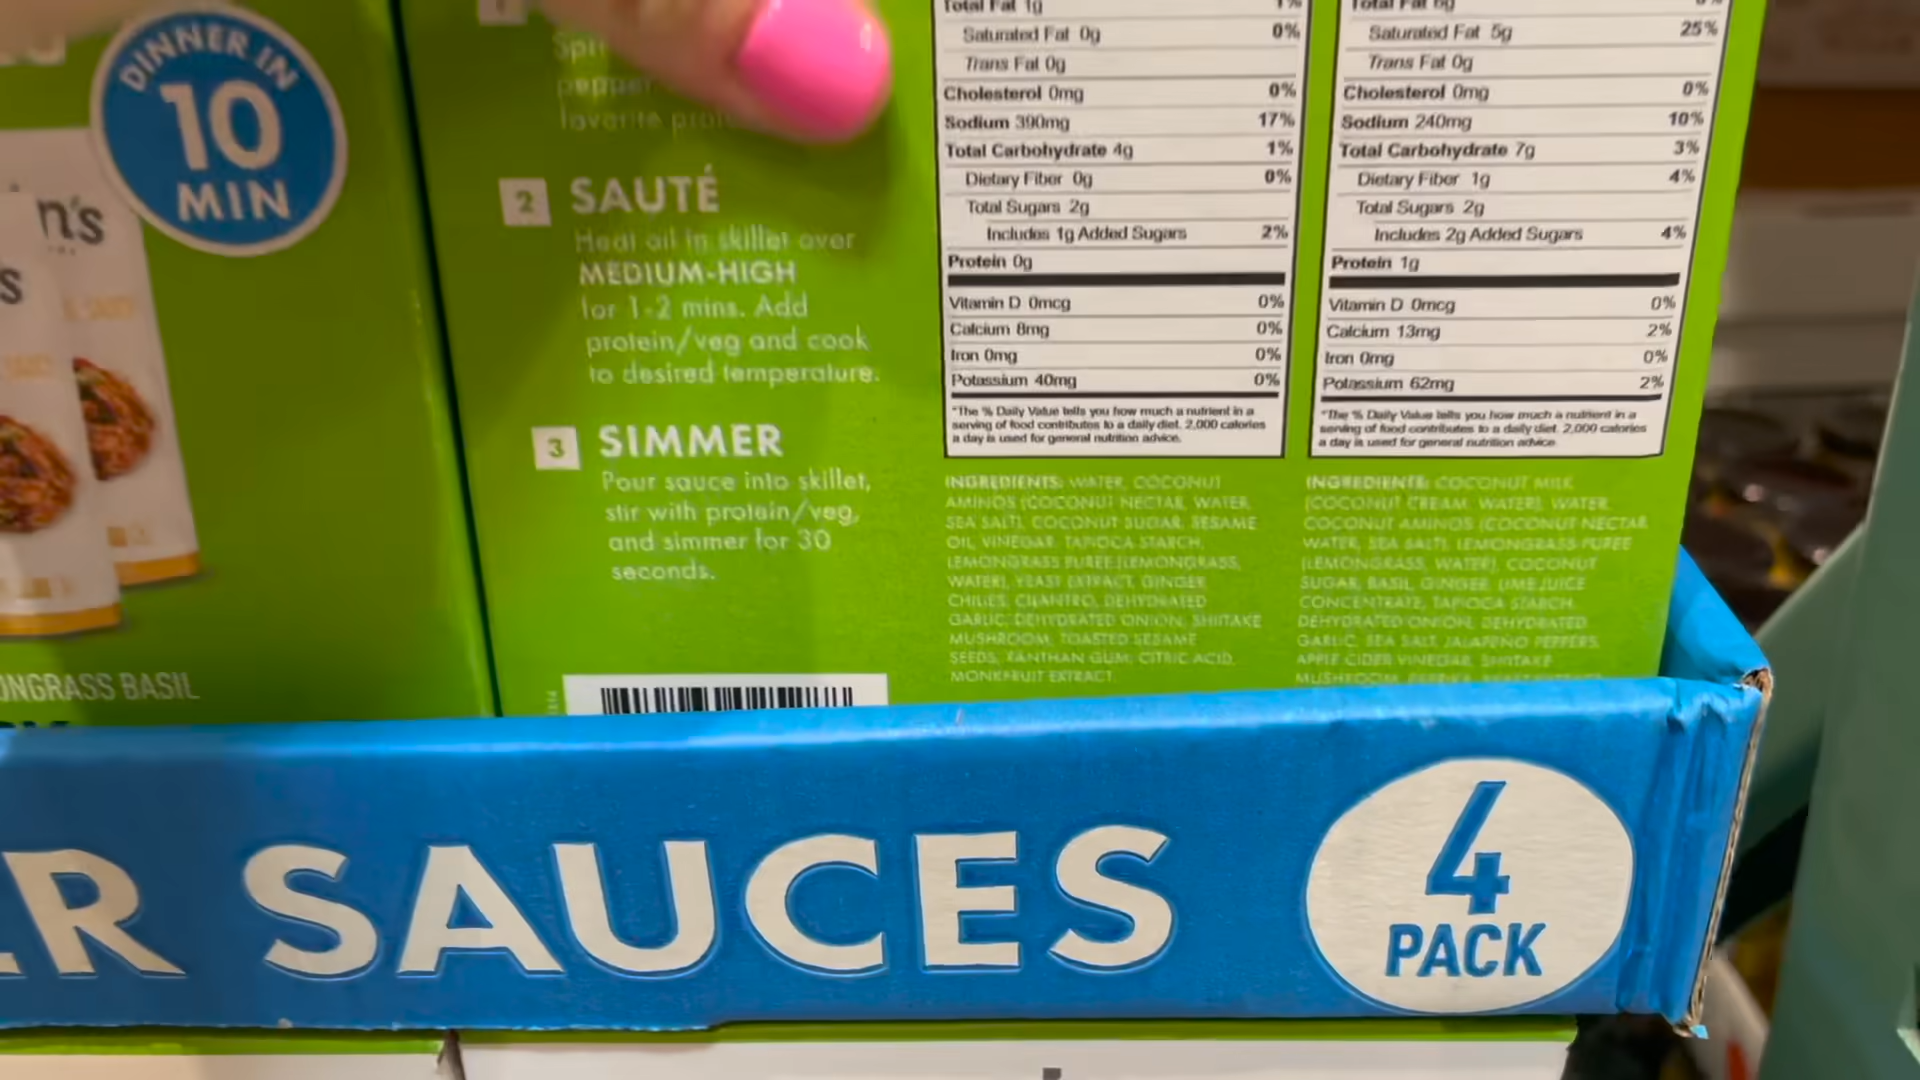 DINNER IN
10
MIN
n's
s
NGRASS BASIL
1
pepper
favorite
2 SAUTÉ
Heat oil in skillet over
MEDIUM-HIGH
for 1-2 mins. Add
protein/veg and cook
to desired temperature.
3 SIMMER
Pour sauce into skillet,
stir with protein/veg,
and simmer for 30
seconds.
Total Fat 1g 1%
Saturated Fat 0g 0%
Trans Fat 0g
Cholesterol 0mg 0%
Sodium 390mg 17%
Total Carbohydrate 4g 1%
Dietary Fiber 0g 0%
Total Sugars 2g
Includes 1g Added Sugars 2%
Protein 0g
Vitamin D 0mcg 0%
Calcium 8mg 0%
Iron 0mg 0%
Potassium 40mg 0%
*The % Daily Value tells you how much a nutrient in a
serving of food contributes to a daily diet. 2,000 calories
a day is used for general nutrition advice.
INGREDIENTS: WATER, COCONUT
AMINOS (COCONUT NECTAR, WATER,
SEA SALT), COCONUT SUGAR, SESAME
OIL, VINEGAR, TAPIOCA STARCH,
LEMONGRASS PUREE (LEMONGRASS,
WATER), YEAST EXTRACT, GINGER,
CHILIES, CILANTRO, DEHYDRATED
GARLIC, DEHYDRATED ONION, SHIITAKE
MUSHROOM, TOASTED SESAME
SEEDS, XANTHAN GUM, CITRIC ACID,
MONKFRUIT EXTRACT.
Total Fat 6g 8%
Saturated Fat 5g 25%
Trans Fat 0g
Cholesterol 0mg 0%
Sodium 240mg 10%
Total Carbohydrate 7g 3%
Dietary Fiber 1g 4%
Total Sugars 2g
Includes 2g Added Sugars 4%
Protein 1g
Vitamin D 0mcg 0%
Calcium 13mg 2%
Iron 0mg 0%
Potassium 62mg 2%
*The % Daily Value tells you how much a nutrient in a
serving of food contributes to a daily diet. 2,000 calories
a day is used for general nutrition advice.
INGREDIENTS: COCONUT MILK
(COCONUT CREAM, WATER), WATER,
COCONUT AMINOS (COCONUT NECTAR,
WATER, SEA SALT), LEMONGRASS PUREE
(LEMONGRASS, WATER), COCONUT
SUGAR, BASIL, GINGER, LIME JUICE
CONCENTRATE, TAPIOCA STARCH,
DEHYDRATED ONION, DEHYDRATED
GARLIC, SEA SALT, JALAPEÑO PEPPERS,
APPLE CIDER VINEGAR, SHIITAKE
MUSHROOM,
R SAUCES
4
PACK